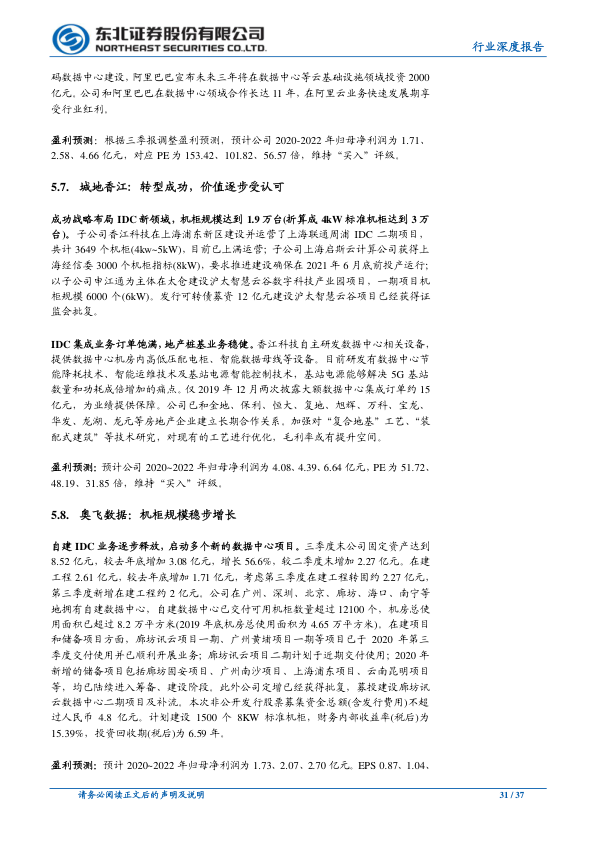 东北证券股份有限公司
NORTHEAST SECURITIES CO.,LTD.
行业深度报告
码数据中心建设，阿里巴巴宣布未来三年将在数据中心等云基础设施领域投资 2000
亿元。公司和阿里巴巴在数据中心领域合作长达 11 年，在阿里云业务快速发展期享
受行业红利。
盈利预测：根据三季报调整盈利预测，预计公司 2020-2022 年归母净利润为 1.71、
2.58、4.66 亿元，对应 PE 为 153.42、101.82、56.57 倍，维持“买入”评级。
5.7. 城地香江：转型成功，价值逐步受认可
成功战略布局 IDC 新领域，机柜规模达到 1.9 万台(折算成 4kW 标准机柜达到 3 万
台)。子公司香江科技在上海浦东新区建设并运营了上海联通周浦 IDC 二期项目，
共计 3649 个机柜(4kw~5kW)，目前已上满运营；子公司上海启斯云计算公司获得上
海经信委 3000 个机柜指标(8kW)，要求推进建设确保在 2021 年 6 月底前投产运行；
以子公司申江通为主体在太仓建设沪太智慧云谷数字科技产业园项目，一期项目机
柜规模 6000 个(6kW)。发行可转债募资 12 亿元建设沪太智慧云谷项目已经获得证
监会批复。
IDC 集成业务订单饱满，地产桩基业务稳健。香江科技自主研发数据中心相关设备，
提供数据中心机房内高低压配电柜、智能数据母线等设备。目前研发有数据中心节
能降耗技术、智能运维技术及基站电源智能控制技术，基站电源能够解决 5G 基站
数量和功耗成倍增加的痛点。仅 2019 年 12 月两次披露大额数据中心集成订单约 15
亿元，为业绩提供保障。公司已和金地、保利、恒大、复地、旭辉、万科、宝龙、
华发、龙湖、龙元等房地产企业建立长期合作关系。加强对“复合地基”工艺、“装
配式建筑”等技术研究，对现有的工艺进行优化，毛利率或有提升空间。
盈利预测：预计公司 2020~2022 年归母净利润为 4.08、4.39、6.64 亿元，PE 为 51.72、
48.19、31.85 倍，维持“买入”评级。
5.8. 奥飞数据：机柜规模稳步增长
自建 IDC 业务逐步释放，启动多个新的数据中心项目。三季度末公司固定资产达到
8.52 亿元，较去年底增加 3.08 亿元，增长 56.6%，较二季度末增加 2.27 亿元。在建
工程 2.61 亿元，较去年底增加 1.71 亿元，考虑第三季度在建工程转固约 2.27 亿元，
第三季度新增在建工程约 2 亿元。公司在广州、深圳、北京、廊坊、海口、南宁等
地拥有自建数据中心，自建数据中心已交付可用机柜数量超过 12100 个，机房总使
用面积已超过 8.2 万平方米(2019 年底机房总使用面积为 4.65 万平方米)。在建项目
和储备项目方面，廊坊讯云项目一期、广州黄埔项目一期等项目已于 2020 年第三
季度交付使用并已顺利开展业务；廊坊讯云项目二期计划于近期交付使用；2020 年
新增的储备项目包括廊坊固安项目、广州南沙项目、上海浦东项目、云南昆明项目
等，均已陆续进入筹备、建设阶段。此外公司定增已经获得批复，募投建设廊坊讯
云数据中心二期项目及补流。本次非公开发行股票募集资金总额(含发行费用)不超
过人民币 4.8 亿元。计划建设 1500 个 8KW 标准机柜，财务内部收益率(税后)为
15.39%，投资回收期(税后)为 6.59 年。
盈利预测：预计 2020~2022 年归母净利润为 1.73、2.07、2.70 亿元。EPS 0.87、1.04、
请务必阅读正文后的声明及说明
31 / 37